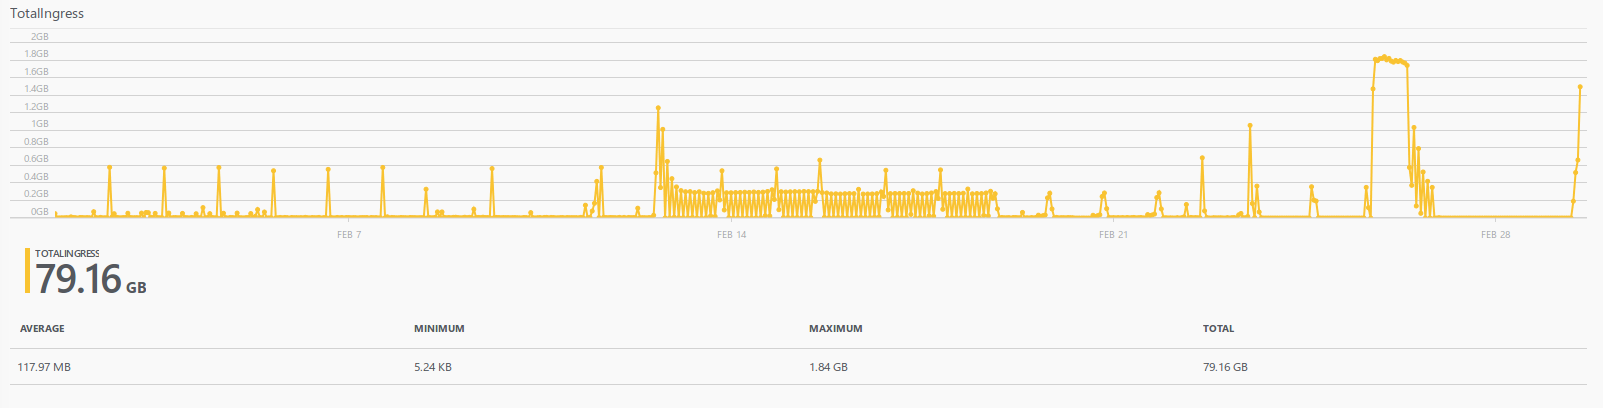 TotalIngress
2GB
1.8GB
1.6GB
1.4GB
1.2GB
1GB
0.8GB
0.6GB
0.4GB
0.2GB
0GB
FEB 7 FEB 14 FEB 21 FEB 28
TOTALINGRESS
79.16 GB
AVERAGE MINIMUM MAXIMUM TOTAL
117.97 MB 5.24 KB 1.84 GB 79.16 GB